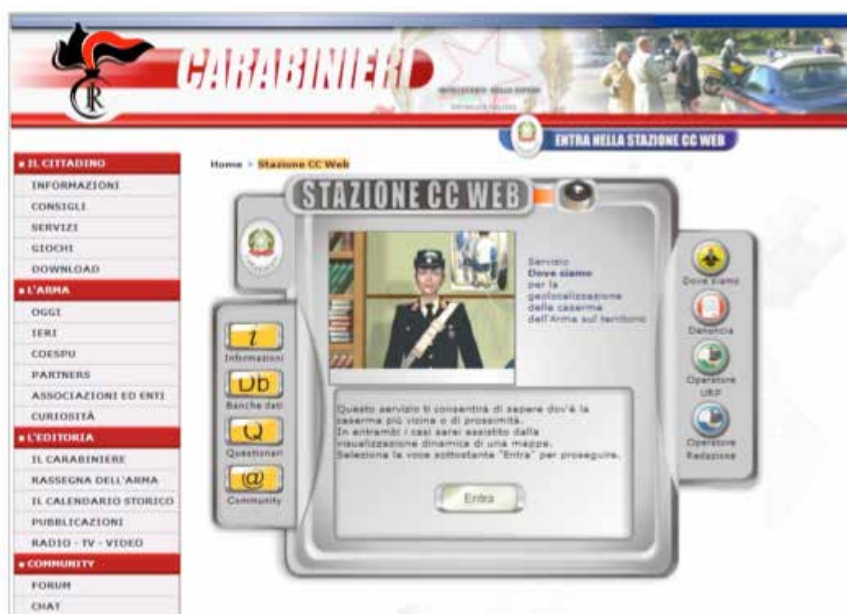 CARABINIERI
MINISTERO DELLA DIFESA
ENTRA NELLA STAZIONE CC WEB
Home > Stazione CC Web
IL CITTADINO
INFORMAZIONI
CONSIGLI
SERVIZI
GIOCHI
DOWNLOAD
L'ARMA
OGGI
IERI
COESPU
PARTNERS
ASSOCIAZIONI ED ENTI
CURIOSITÀ
L'EDITORIA
IL CARABINIERE
RASSEGNA DELL'ARMA
IL CALENDARIO STORICO
PUBBLICAZIONI
RADIO - TV - VIDEO
COMMUNITY
FORUM
CHAT
STAZIONE CC WEB
i
Informazioni
Db
Banche dati
Q
Questionari
@
Community
Servizio
Dove siamo
per la
geolocalizzazione
delle caserme
dell'Arma sul territorio
Questo servizio ti consentirà di sapere dov'è la
caserma più vicina o di prossimità.
In entrambi i casi sarai assistito dalla
visualizzazione dinamica di una mappa.
Seleziona la voce sottostante "Entra" per proseguire.
Entra
Dove siamo
Denuncia
Operatore
URP
Operatore
Redazione